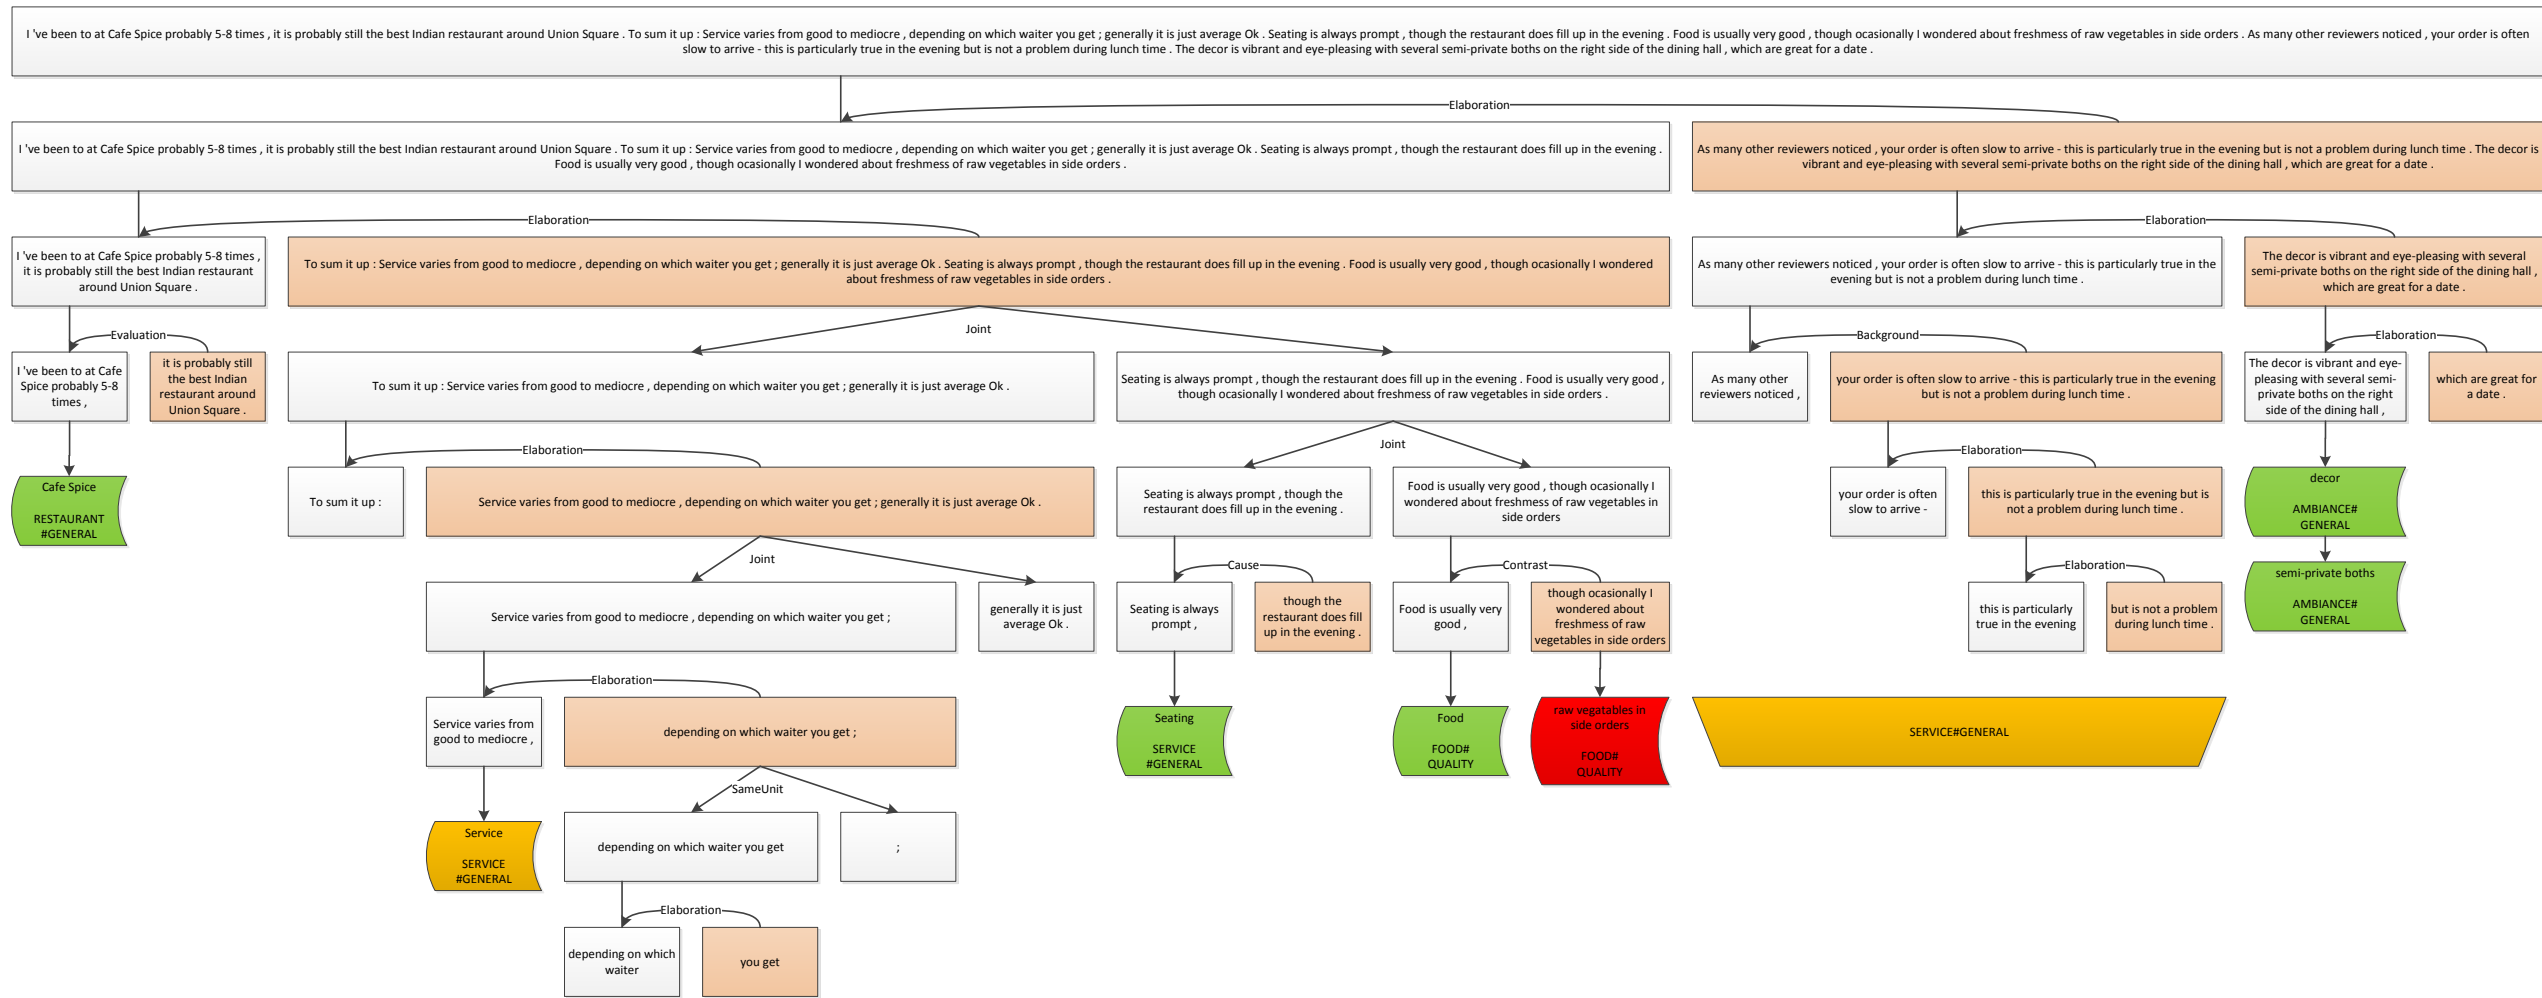 I 've been to at Cafe Spice probably 5-8 times , it is probably still the best Indian restaurant around Union Square . To sum it up : Service varies from good to mediocre , depending on which waiter you get ; generally it is just average Ok . Seating is always prompt , though the restaurant does fill up in the evening . Food is usually very good , though ocasionally I wondered about freshmess of raw vegetables in side orders . As many other reviewers noticed , your order is often
slow to arrive - this is particularly true in the evening but is not a problem during lunch time . The decor is vibrant and eye-pleasing with several semi-private boths on the right side of the dining hall , which are great for a date .
Elaboration
I 've been to at Cafe Spice probably 5-8 times , it is probably still the best Indian restaurant around Union Square . To sum it up : Service varies from good to mediocre , depending on which waiter you get ; generally it is just average Ok . Seating is always prompt , though the restaurant does fill up in the evening .
Food is usually very good , though ocasionally I wondered about freshmess of raw vegetables in side orders .
As many other reviewers noticed , your order is often slow to arrive - this is particularly true in the evening but is not a problem during lunch time . The decor is
vibrant and eye-pleasing with several semi-private boths on the right side of the dining hall , which are great for a date .
Elaboration
Elaboration
I 've been to at Cafe Spice probably 5-8 times ,
it is probably still the best Indian restaurant
around Union Square .
To sum it up : Service varies from good to mediocre , depending on which waiter you get ; generally it is just average Ok . Seating is always prompt , though the restaurant does fill up in the evening . Food is usually very good , though ocasionally I wondered
about freshmess of raw vegetables in side orders .
As many other reviewers noticed , your order is often slow to arrive - this is particularly true in the
evening but is not a problem during lunch time .
The decor is vibrant and eye-pleasing with several
semi-private boths on the right side of the dining hall ,
which are great for a date .
Evaluation
Joint
Background
Elaboration
I 've been to at Cafe
Spice probably 5-8
times ,
it is probably still
the best Indian
restaurant around
Union Square .
To sum it up : Service varies from good to mediocre , depending on which waiter you get ; generally it is just average Ok .
Seating is always prompt , though the restaurant does fill up in the evening . Food is usually very good ,
though ocasionally I wondered about freshmess of raw vegetables in side orders .
As many other
reviewers noticed ,
your order is often slow to arrive - this is particularly true in the evening
but is not a problem during lunch time .
The decor is vibrant and eye-
pleasing with several semi-
private boths on the right
side of the dining hall ,
which are great for
a date .
Elaboration
Joint
Elaboration
Cafe Spice
RESTAURANT
#GENERAL
To sum it up :
Service varies from good to mediocre , depending on which waiter you get ; generally it is just average Ok .
Seating is always prompt , though the
restaurant does fill up in the evening .
Food is usually very good , though ocasionally I
wondered about freshmess of raw vegetables in
side orders
your order is often
slow to arrive -
this is particularly true in the evening but is
not a problem during lunch time .
decor
AMBIANCE#
GENERAL
Joint
Cause
Contrast
Elaboration
Service varies from good to mediocre , depending on which waiter you get ;
generally it is just
average Ok .
Seating is always
prompt ,
though the
restaurant does fill
up in the evening .
Food is usually very
good ,
though ocasionally I
wondered about
freshmess of raw
vegetables in side orders
this is particularly
true in the evening
but is not a problem
during lunch time .
semi-private boths
AMBIANCE#
GENERAL
Elaboration
Service varies from
good to mediocre ,
depending on which waiter you get ;
Seating
SERVICE
#GENERAL
Food
FOOD#
QUALITY
raw vegatables in
side orders
FOOD#
QUALITY
SERVICE#GENERAL
SameUnit
Service
SERVICE
#GENERAL
depending on which waiter you get
;
Elaboration
depending on which
waiter
you get